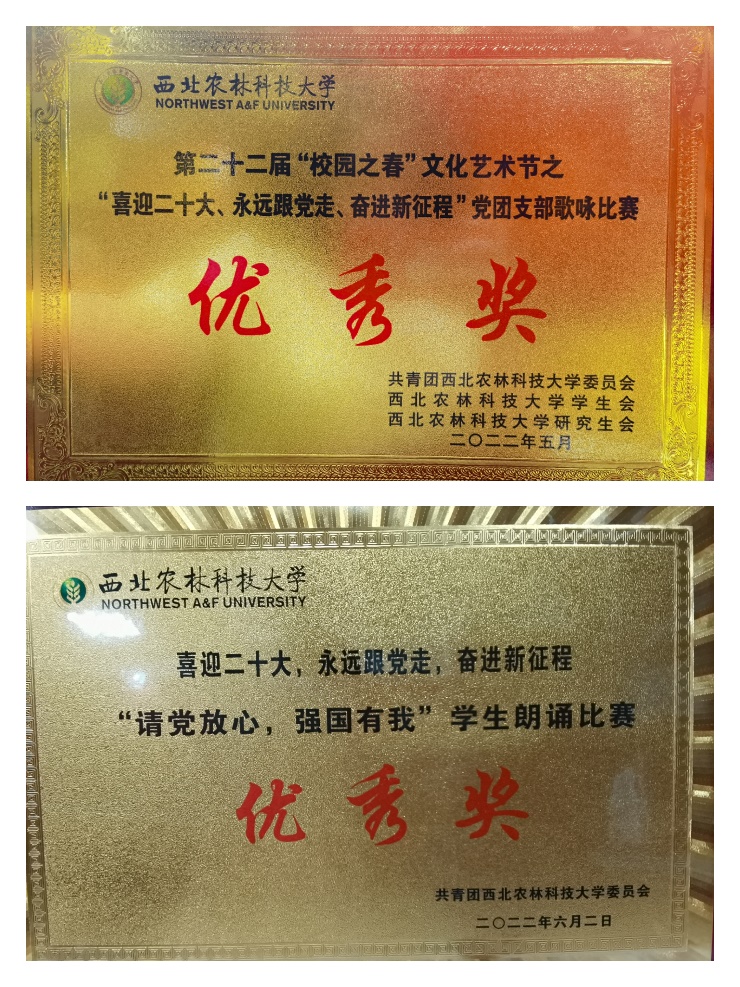 西北农林科技大学
NORTHWEST A&F UNIVERSITY
第二十二届“校园之春”文化艺术节之
“喜迎二十大、永远跟党走、奋进新征程”党团支部歌咏比赛
优秀奖
共青团西北农林科技大学委员会
西北农林科技大学学生会
西北农林科技大学研究生会
二〇二二年五月
西北农林科技大学
NORTHWEST A&F UNIVERSITY
喜迎二十大，永远跟党走，奋进新征程
“请党放心，强国有我”学生朗诵比赛
优秀奖
共青团西北农林科技大学委员会
二〇二二年六月二日